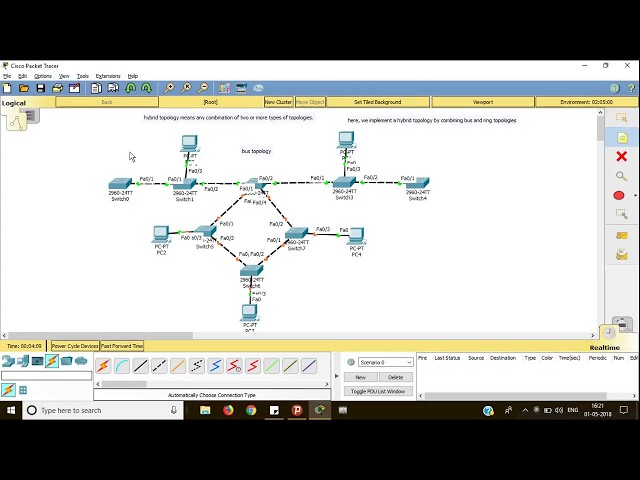 Cisco Packet Tracer
File Edit Options View Tools Extensions Help
Logical
Back
[Root]
New Cluster
Move Object
Set Tiled Background
Viewport
Environment: 02:05:00
hybrid topology means any combination of two or more types of topologies.
here, we implement a hybrid topology by combining bus and ring topologies
bus topology
PC-PT
Fa0/3
PC-PT
Fa0/3
Fa0/1
Fa0/1
Fa0/2
Fa0/1
Fa0/2
Fa0/1
Fa0/2
Fa0/1
2960-24TT
Switch0
2960-24TT
Switch1
Fa0/4
2960-24TT
Switch3
2960-24TT
Switch4
Fa0/1
Fa0/2
PC-PT
PC2
Fa0
Switch5
Fa0/2
Fa0/1
2960-24TT
Switch7
Fa0/3
Fa0
PC-PT
PC4
Fa0/2
Fa0/2
2960-24TT
Switch6
Fa0
PC-PT
Time: 00:04:09
Power Cycle Devices
Fast Forward Time
Realtime
Scenario 0
New
Delete
Toggle PDU List Window
Fire Last Status Source Destination Type Color Time(sec) Periodic Num Edit
Automatically Choose Connection Type
Type here to search
ENG
16:21
01-05-2018